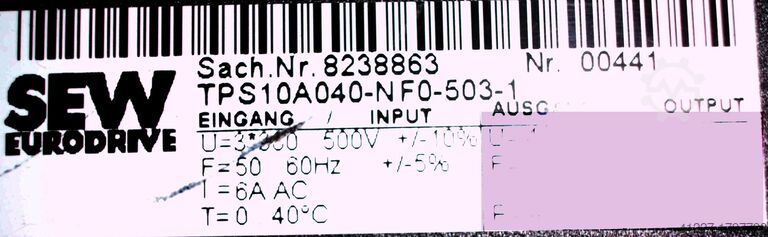 SEW
EURODRIVE
Sach.Nr. 8238863 Nr. 00441
TPS10A040-NF0-503-1
EINGANG / INPUT OUTPUT
500V +/-10%
F=50 60Hz +/-5%
I=6A AC
T=0 40°C